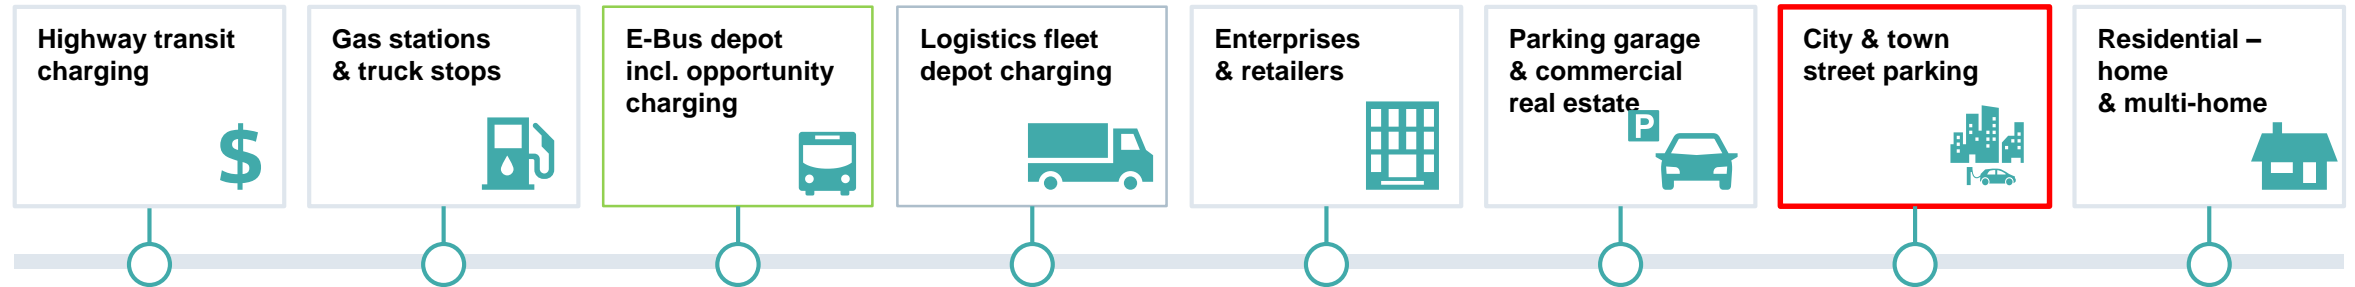 Highway transit
charging
$
Gas stations
& truck stops
E-Bus depot
incl. opportunity
charging
Logistics fleet
depot charging
Enterprises
& retailers
Parking garage
& commercial
real estate
P
City & town
street parking
Residential –
home
& multi-home